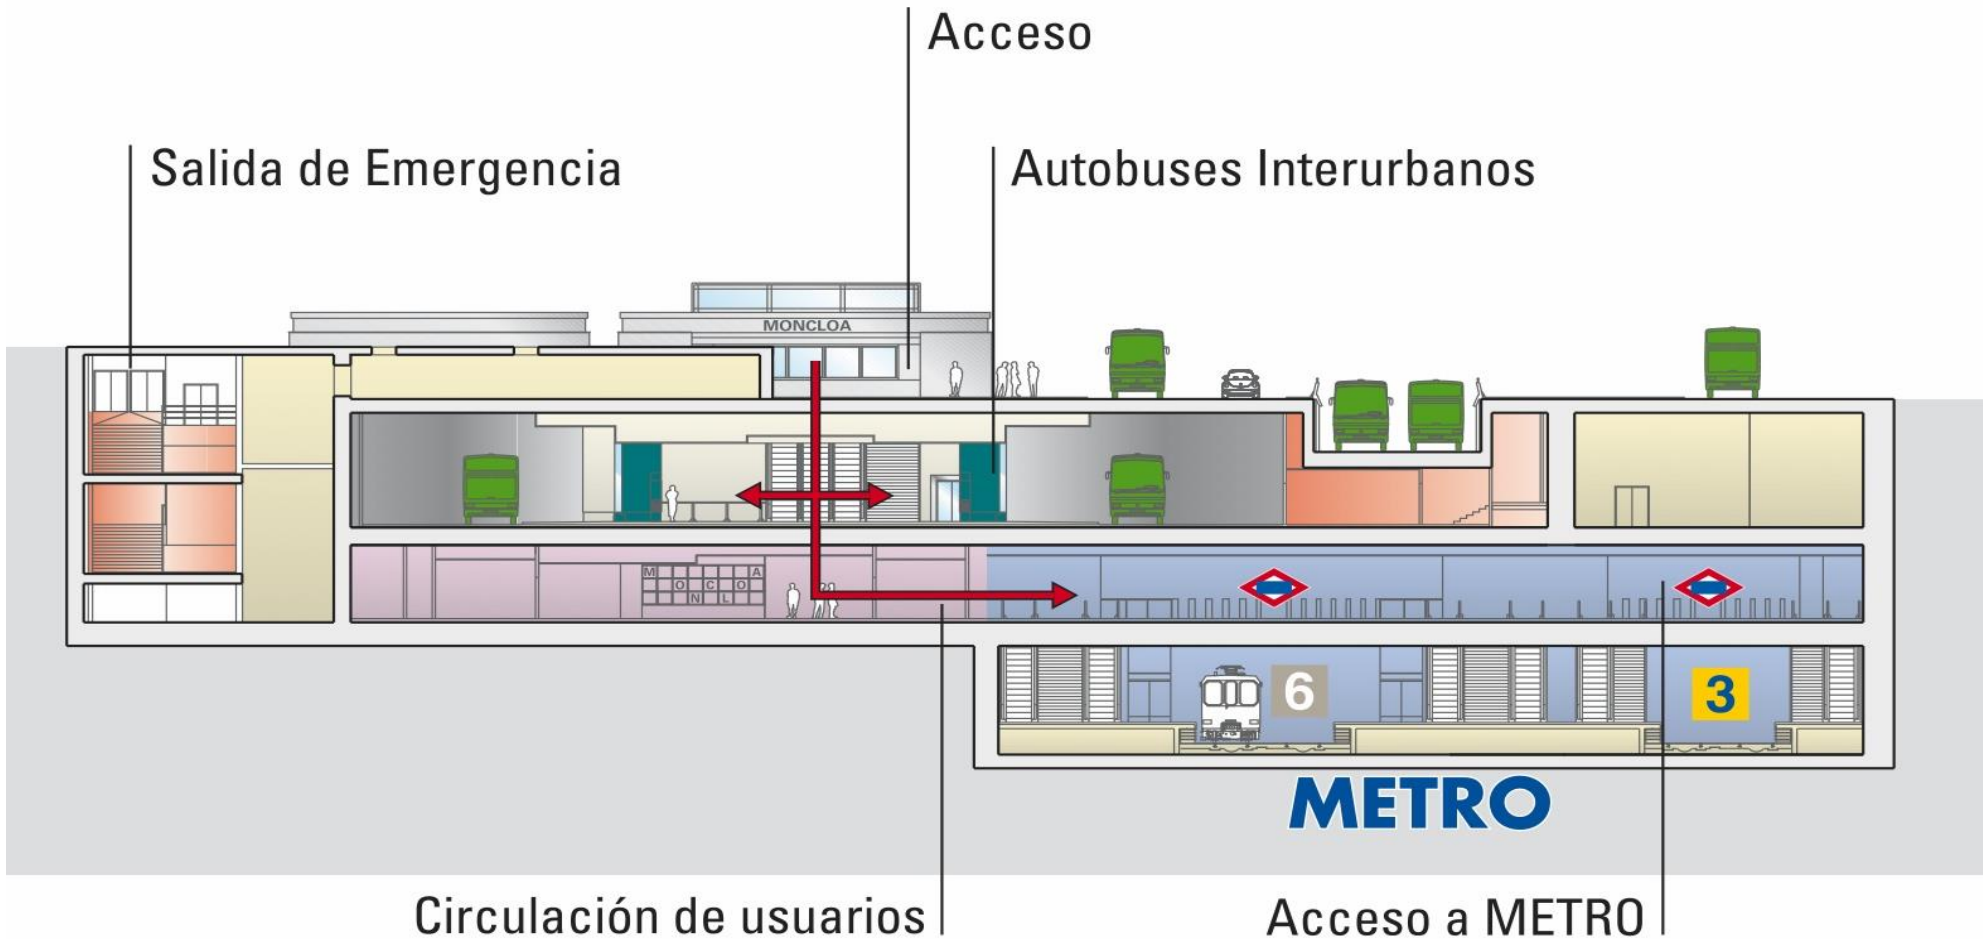 Acceso
Salida de Emergencia
Autobuses Interurbanos
MONCLOA
M A
O C O
N L
6
3
METRO
Circulación de usuarios
Acceso a METRO